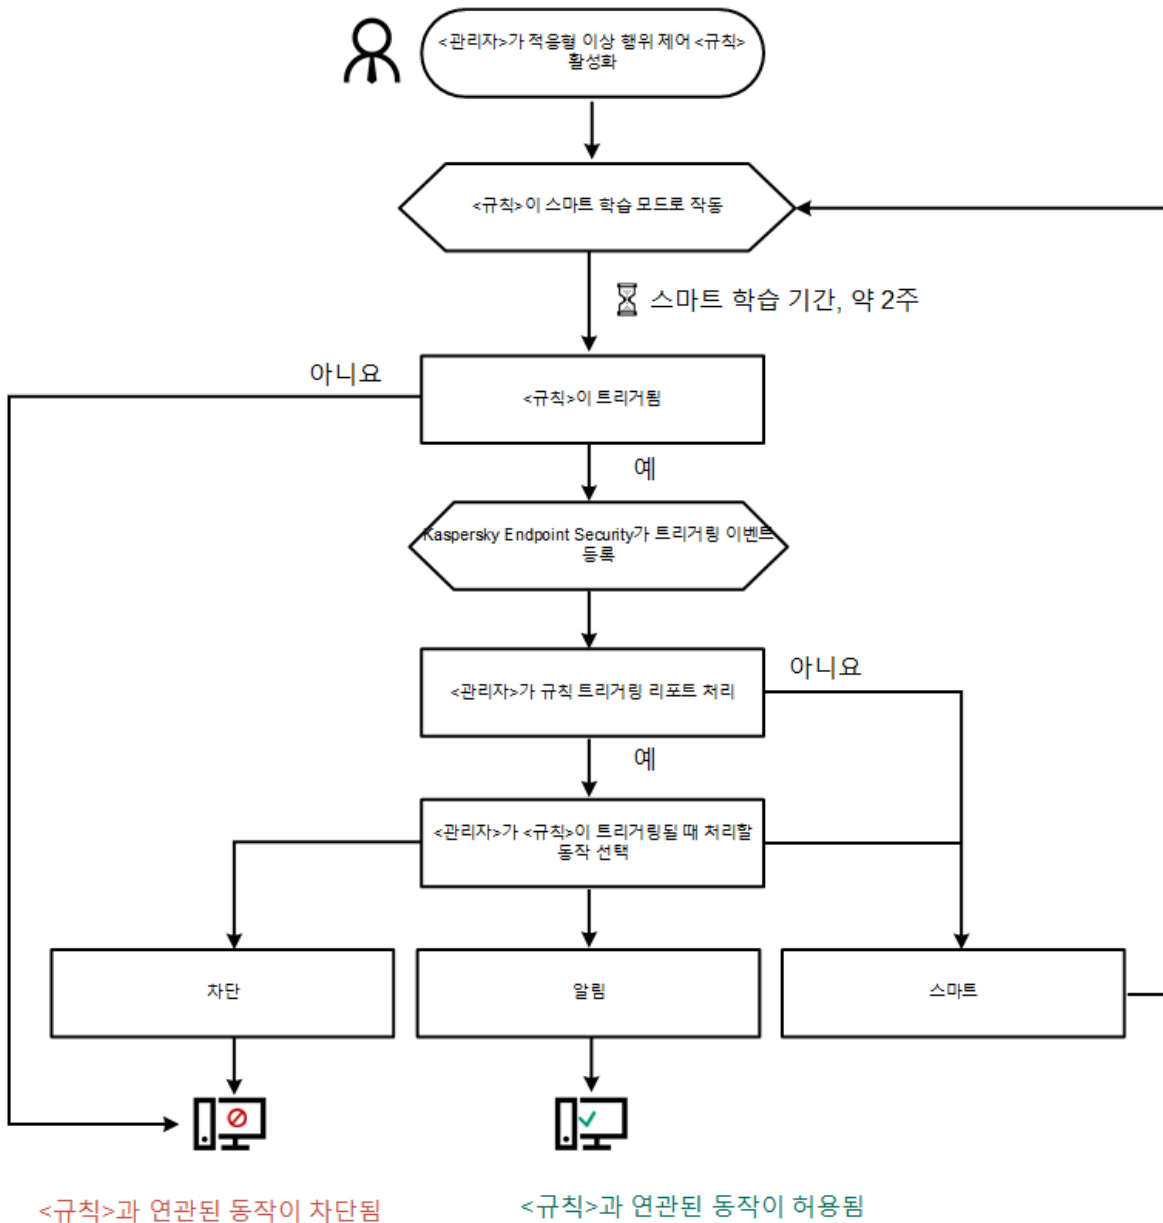 <관리자>가 적응형 이상 행위 제어 <규칙>
활성화
<규칙>이 스마트 학습 모드로 작동
스마트 학습 기간, 약 2주
아니요
<규칙>이 트리거됨
예
Kaspersky Endpoint Security가 트리거링 이벤트
등록
아니요
<관리자>가 규칙 트리거링 리포트 처리
예
<관리자>가 <규칙>이 트리거링될 때 처리할
동작 선택
차단
알림
스마트
<규칙>과 연관된 동작이 차단됨
<규칙>과 연관된 동작이 허용됨